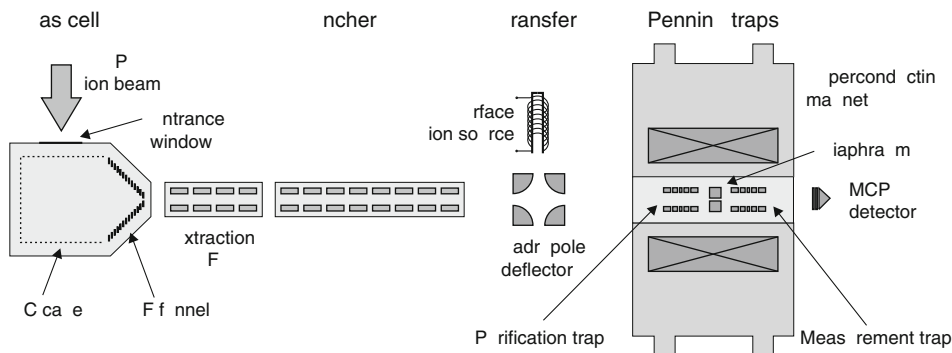 as cell
ncher
ransfer
Pennin traps
P
ion beam
ntrance
window
rface
ion so rce
percond ctin
ma net
iaphra m
MCP
detector
xtraction
F
adr pole
deflector
C ca e
F f nnel
P rification trap
Meas rement trap